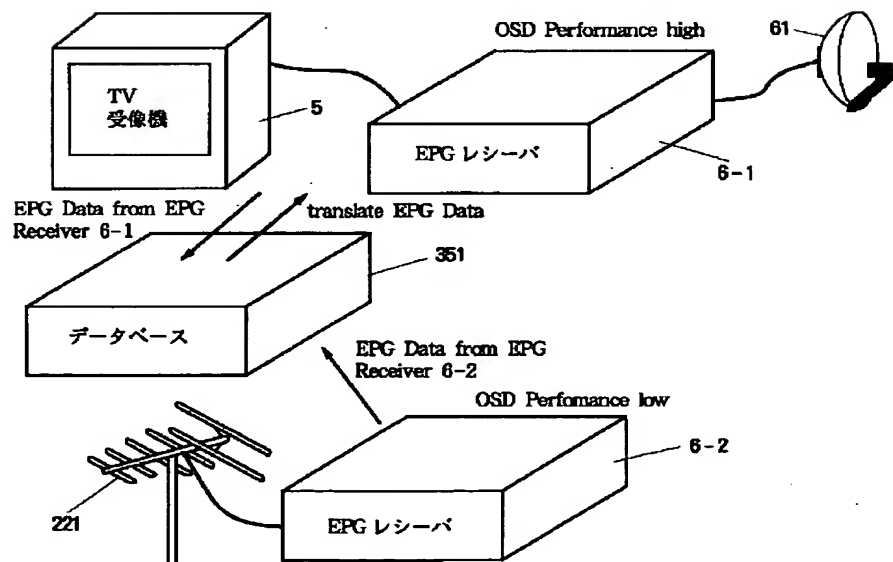 OSD Performance high
61
TV
受像機
5
EPG レシーバ
6-1
EPG Data from EPG
Receiver 6-1
translate EPG Data
351
データベース
EPG Data from EPG
Receiver 6-2
OSD Perfomance low
6-2
221
EPG レシーバ